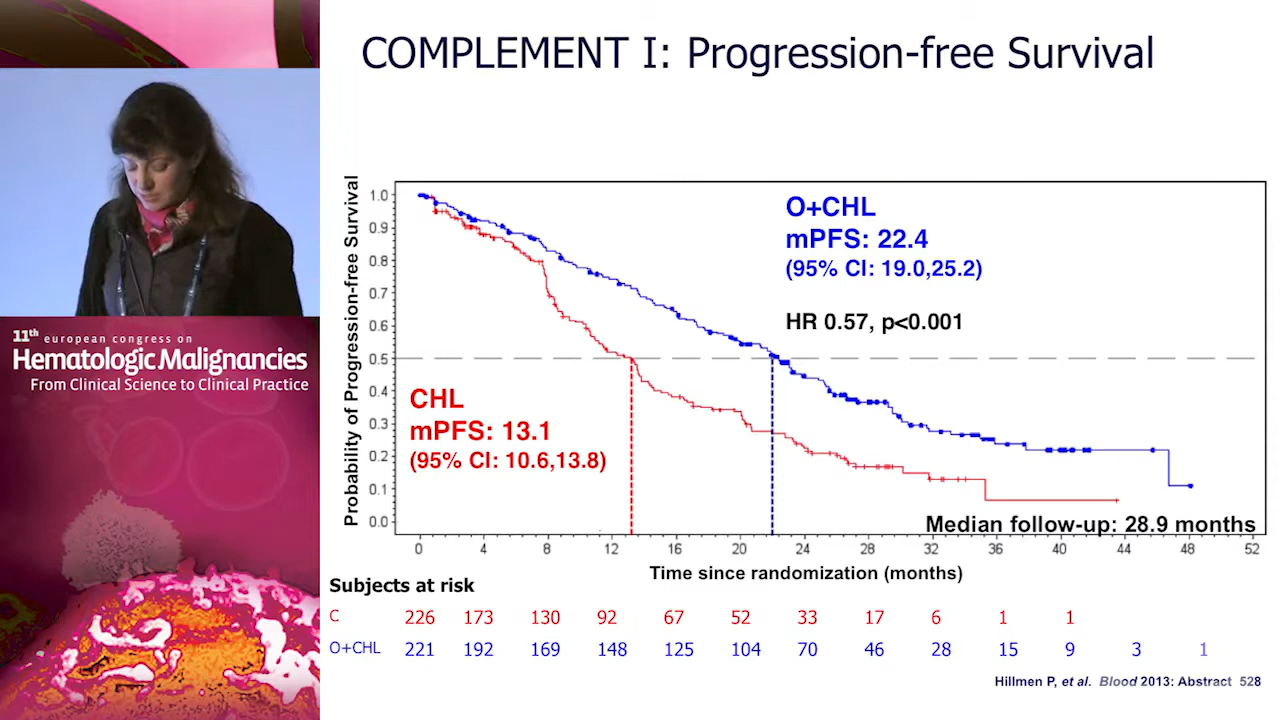 COMPLEMENT I: Progression-free Survival
11th european congress on
Hematologic Malignancies
From Clinical Science to Clinical Practice
Probability of Progression-free Survival
1.0
0.9
0.8
0.7
0.6
0.5
0.4
0.3
0.2
0.1
0.0
O+CHL
mPFS: 22.4
(95% CI: 19.0,25.2)
HR 0.57, p<0.001
CHL
mPFS: 13.1
(95% CI: 10.6,13.8)
Median follow-up: 28.9 months
0 4 8 12 16 20 24 28 32 36 40 44 48 52
Time since randomization (months)
Subjects at risk
C 226 173 130 92 67 52 33 17 6 1 1
O+CHL 221 192 169 148 125 104 70 46 28 15 9 3 1
Hillmen P, et al. Blood 2013: Abstract 528